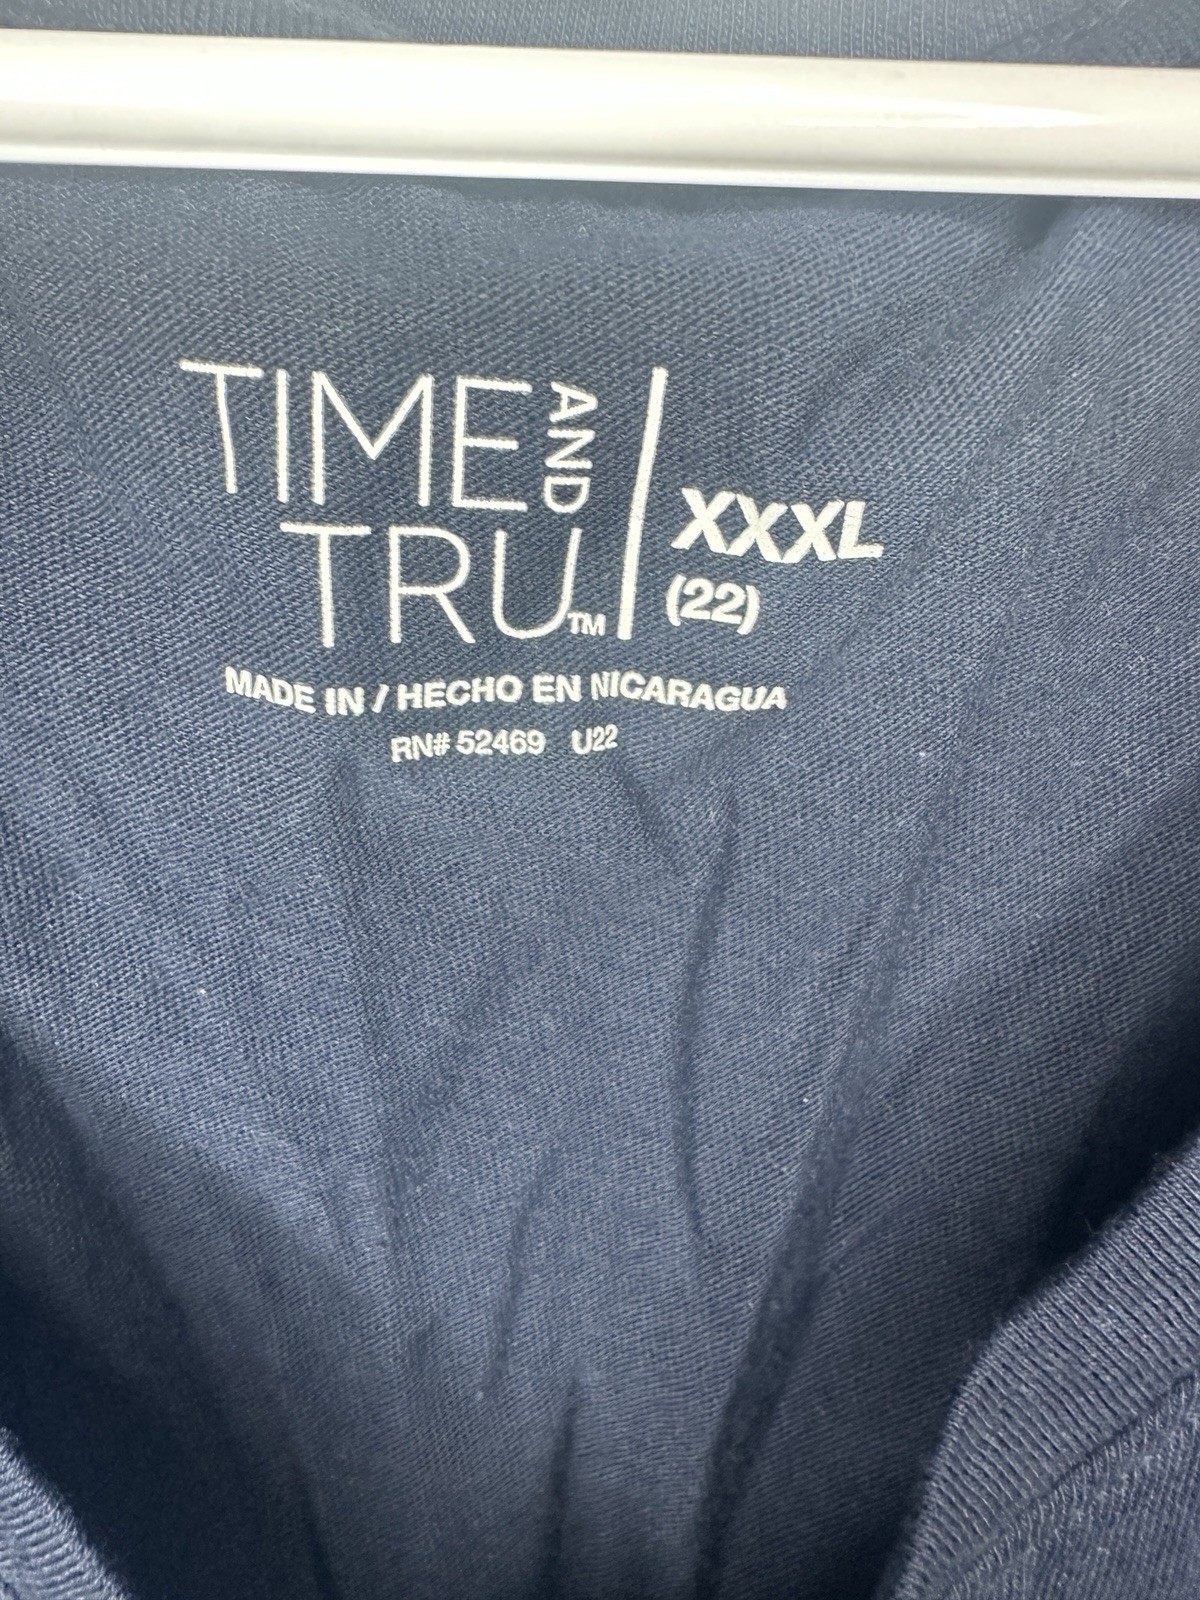 TIME AND
TRU™
XXXL
(22)
MADE IN / HECHO EN NICARAGUA
RN# 52469 U22